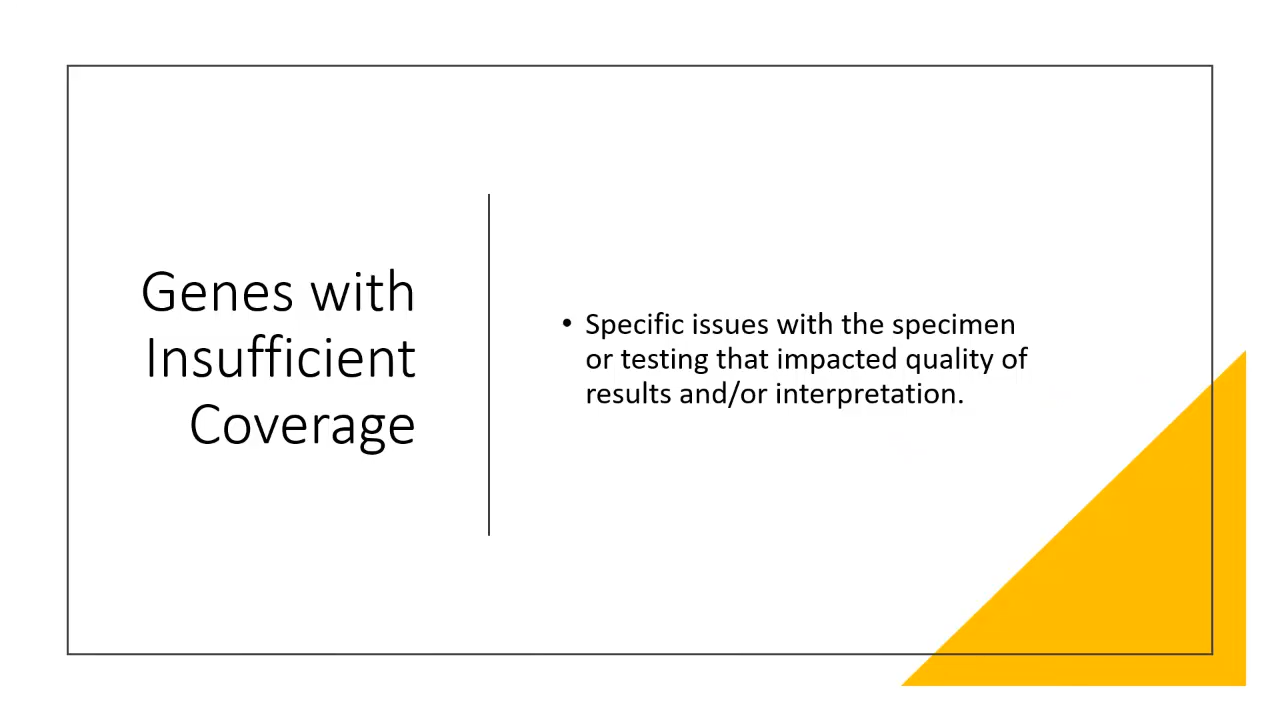 Genes with
Insufficient
Coverage
• Specific issues with the specimen
or testing that impacted quality of
results and/or interpretation.